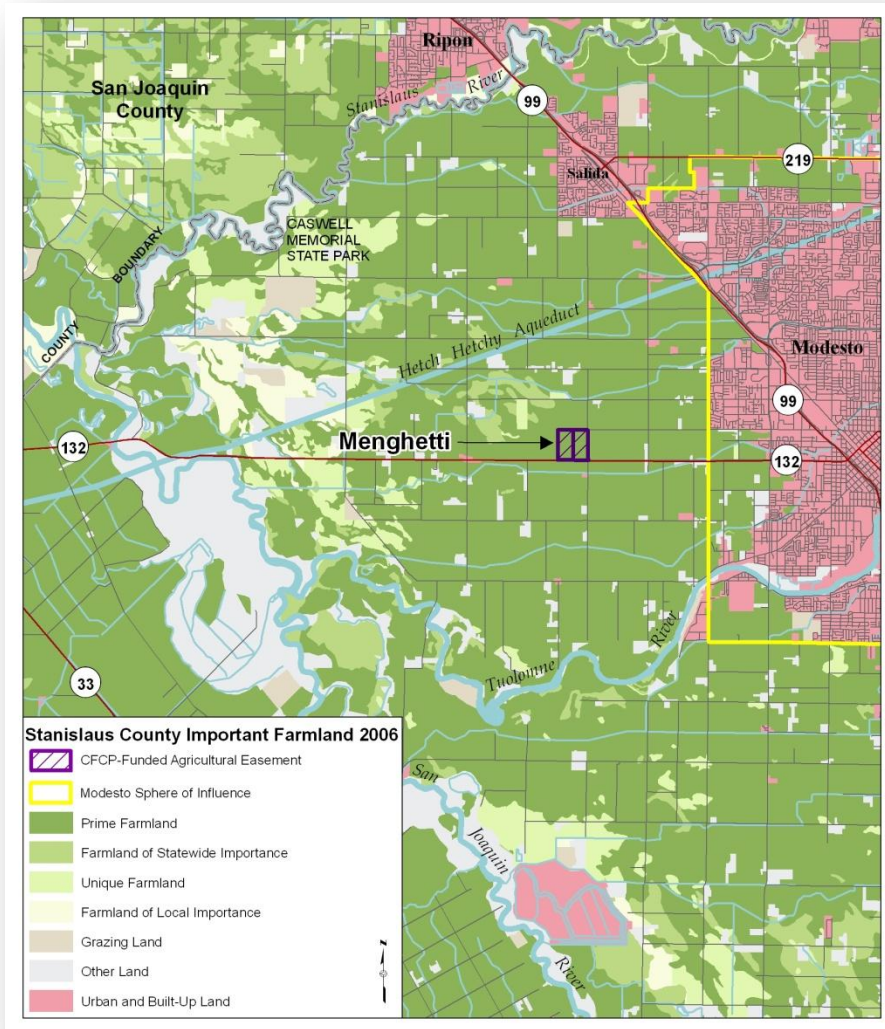 Ripon
San Joaquin
County
Stanislaus River
99
219
Salida
CASWELL
MEMORIAL
STATE PARK
COUNTY BOUNDARY
Hetch Hetchy Aqueduct
Modesto
99
Menghetti
132
132
Tuolomne River
33
Stanislaus County Important Farmland 2006
CFCP-Funded Agricultural Easement
Modesto Sphere of Influence
Prime Farmland
Farmland of Statewide Importance
Unique Farmland
Farmland of Local Importance
Grazing Land
Other Land
Urban and Built-Up Land
San Joaquin River